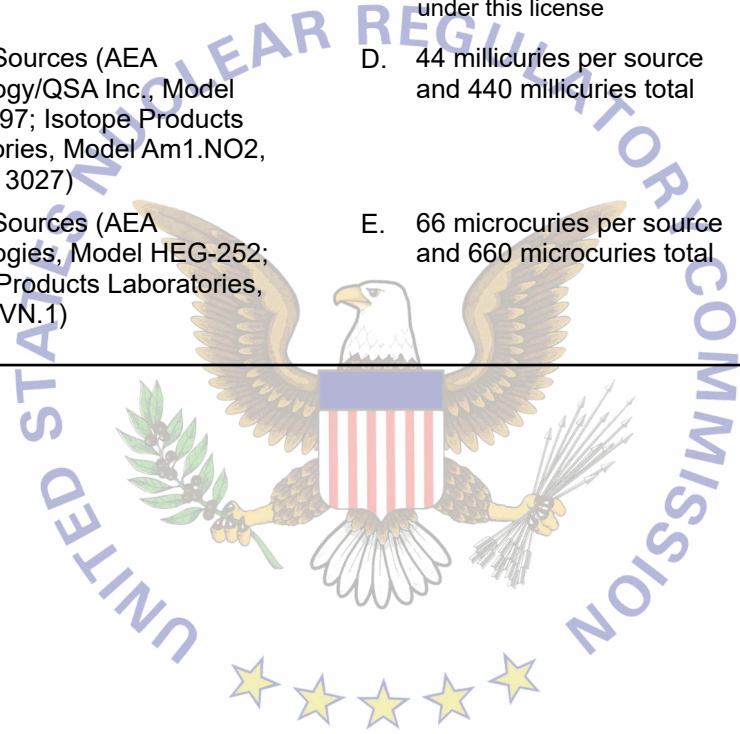 under this license
Sources (AEA
ogy/QSA Inc., Model
97; Isotope Products
ories, Model Am1.NO2,
3027)
D. 44 millicuries per source
and 440 millicuries total
Sources (AEA
ogies, Model HEG-252;
Products Laboratories,
VN.1)
E. 66 microcuries per source
and 660 microcuries total
UNITED STATES NUCLEAR REGULATORY COMMISSION